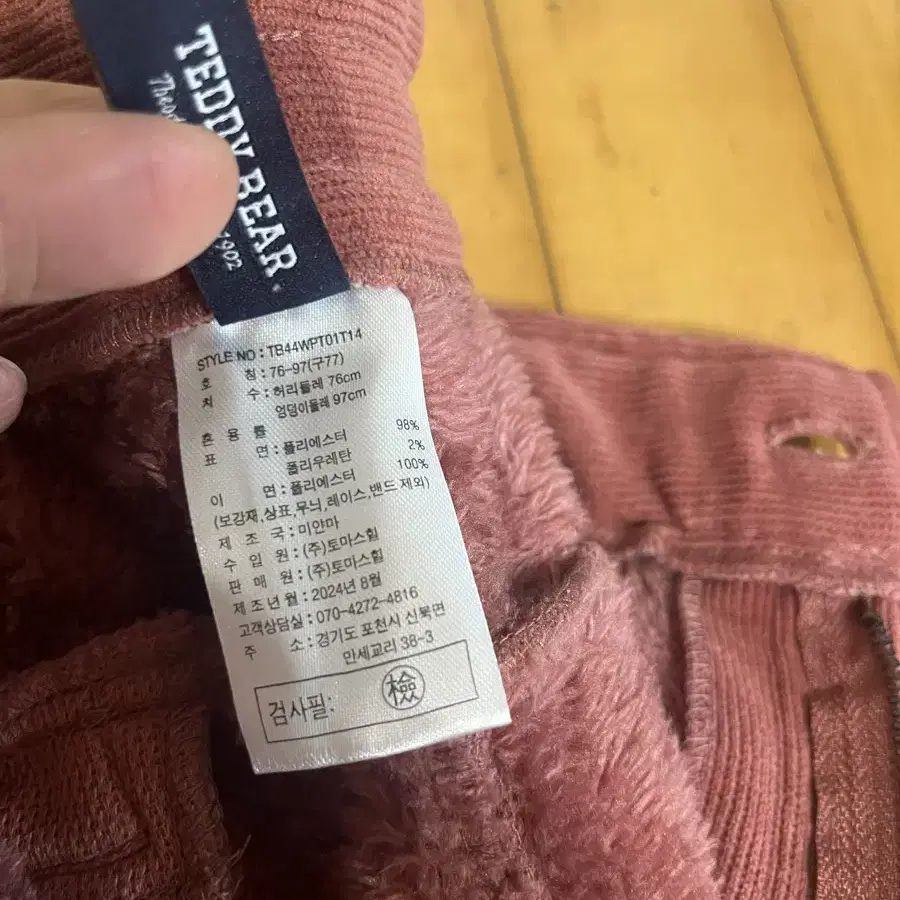 TEDDY BEAR
1902
STYLE NO : TB44WPT01T14
호 칭 : 76-97(구77)
치 수 : 허리둘레 76cm
엉덩이둘레 97cm
혼 용 률
표 면 : 폴리에스터 98%
폴리우레탄 2%
이 면 : 폴리에스터 100%
(보강재,상표,무늬,레이스,밴드 제외)
제 조 국 : 미얀마
수 입 원 : (주)토마스힐
판 매 원 : (주)토마스힐
제조년월 : 2024년 8월
고객상담실 : 070-4272-4816
주 소 : 경기도 포천시 신북면
만세교리 38-3
검사필: 檢